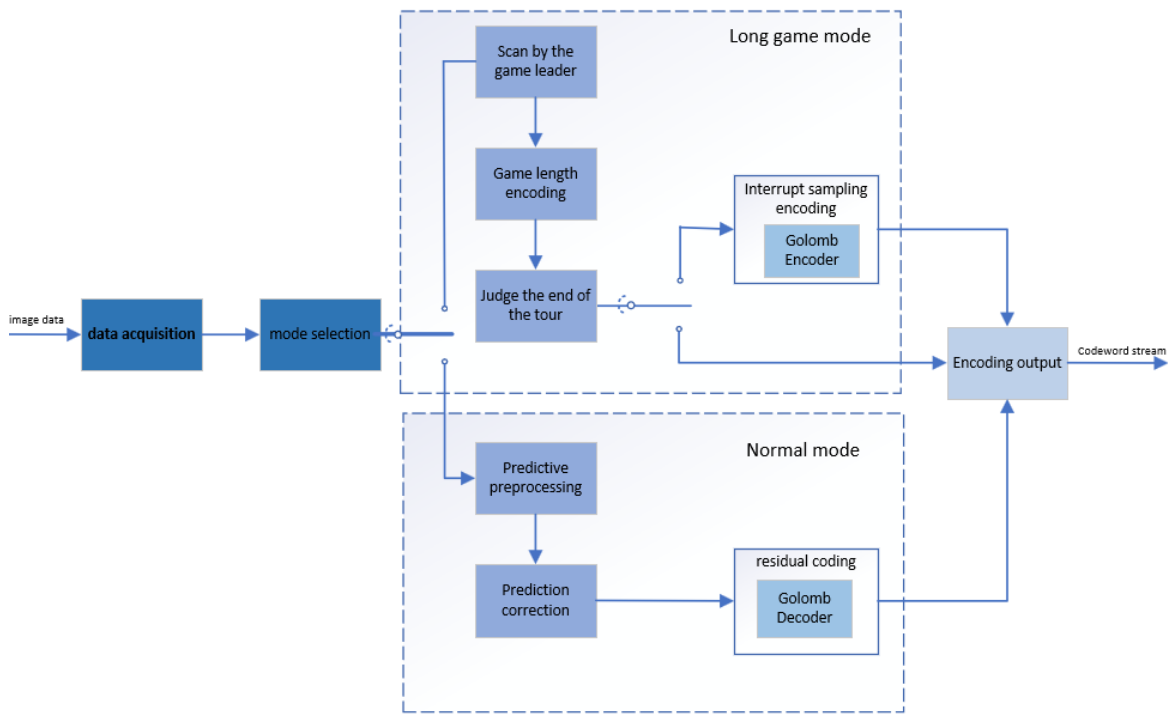 Long game mode
Scan by the
game leader
Game length
encoding
Interrupt sampling
encoding
Golomb
Encoder
Judge the end of
the tour
image data
data acquisition
mode selection
Encoding output
Codeword stream
Normal mode
Predictive
preprocessing
Prediction
correction
residual coding
Golomb
Decoder